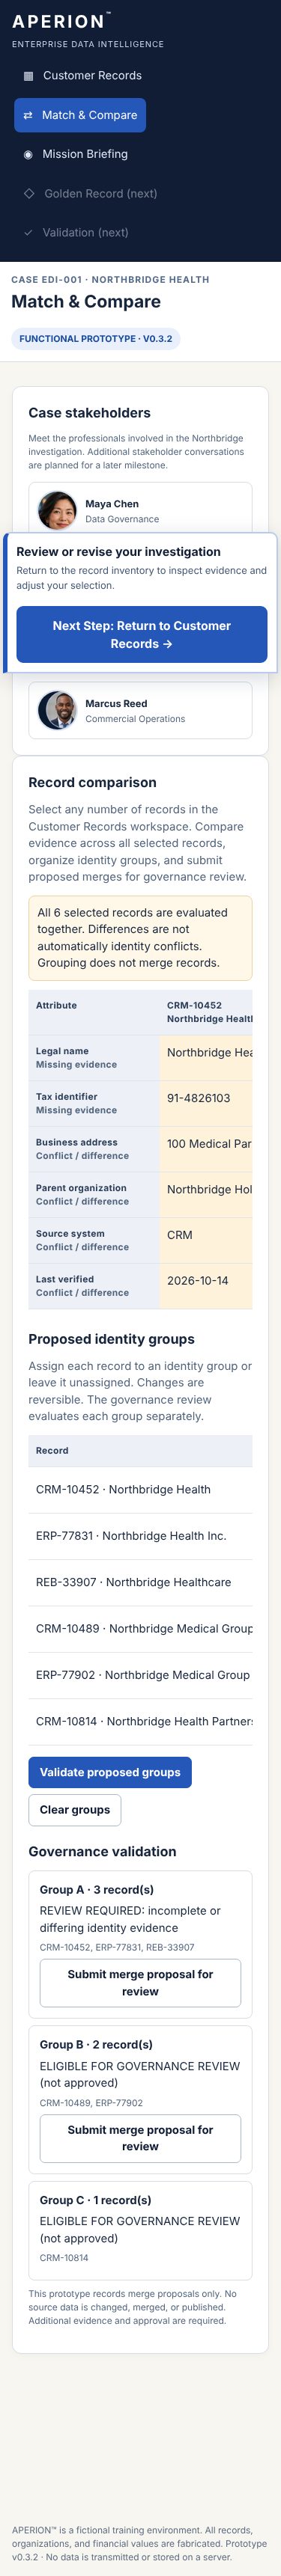 APERION™
ENTERPRISE DATA INTELLIGENCE
Customer Records
Match & Compare
Mission Briefing
Golden Record (next)
Validation (next)
CASE EDI-001 · NORTHBRIDGE HEALTH
Match & Compare
FUNCTIONAL PROTOTYPE · V0.3.2
Case stakeholders
Meet the professionals involved in the Northbridge
investigation. Additional stakeholder conversations
are planned for a later milestone.
Maya Chen
Data Governance
Review or revise your investigation
Return to the record inventory to inspect evidence and
adjust your selection.
Next Step: Return to Customer
Records →
Marcus Reed
Commercial Operations
Record comparison
Select any number of records in the
Customer Records workspace. Compare
evidence across all selected records,
organize identity groups, and submit
proposed merges for governance review.
All 6 selected records are evaluated
together. Differences are not
automatically identity conflicts.
Grouping does not merge records.
Attribute
CRM-10452
Northbridge Health
Legal name
Missing evidence
Northbridge Hea
Tax identifier
Missing evidence
91-4826103
Business address
Conflict / difference
100 Medical Par
Parent organization
Conflict / difference
Northbridge Hol
Source system
Conflict / difference
CRM
Last verified
Conflict / difference
2026-10-14
Proposed identity groups
Assign each record to an identity group or
leave it unassigned. Changes are
reversible. The governance review
evaluates each group separately.
Record
CRM-10452 · Northbridge Health
ERP-77831 · Northbridge Health Inc.
REB-33907 · Northbridge Healthcare
CRM-10489 · Northbridge Medical Group
ERP-77902 · Northbridge Medical Group
CRM-10814 · Northbridge Health Partners
Validate proposed groups
Clear groups
Governance validation
Group A · 3 record(s)
REVIEW REQUIRED: incomplete or
differing identity evidence
CRM-10452, ERP-77831, REB-33907
Submit merge proposal for
review
Group B · 2 record(s)
ELIGIBLE FOR GOVERNANCE REVIEW
(not approved)
CRM-10489, ERP-77902
Submit merge proposal for
review
Group C · 1 record(s)
ELIGIBLE FOR GOVERNANCE REVIEW
(not approved)
CRM-10814
This prototype records merge proposals only. No
source data is changed, merged, or published.
Additional evidence and approval are required.
APERION™ is a fictional training environment. All records,
organizations, and financial values are fabricated. Prototype
v0.3.2 · No data is transmitted or stored on a server.